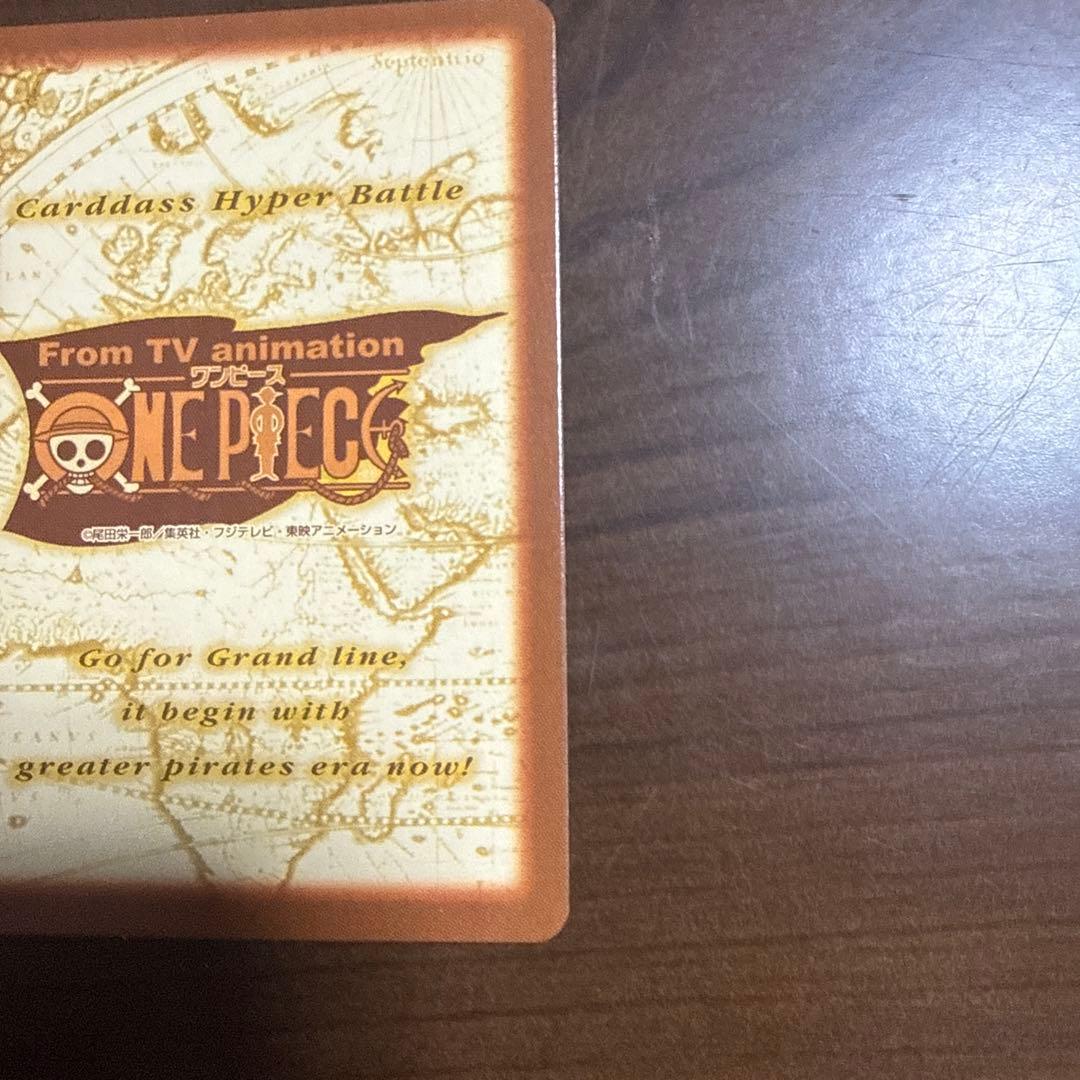 Septentrio
Carddass Hyper Battle
From TV animation
ワンピース
ONE PIECE
©尾田栄一郎/集英社・フジテレビ・東映アニメーション
Go for Grand line,
it begin with
greater pirates era now!